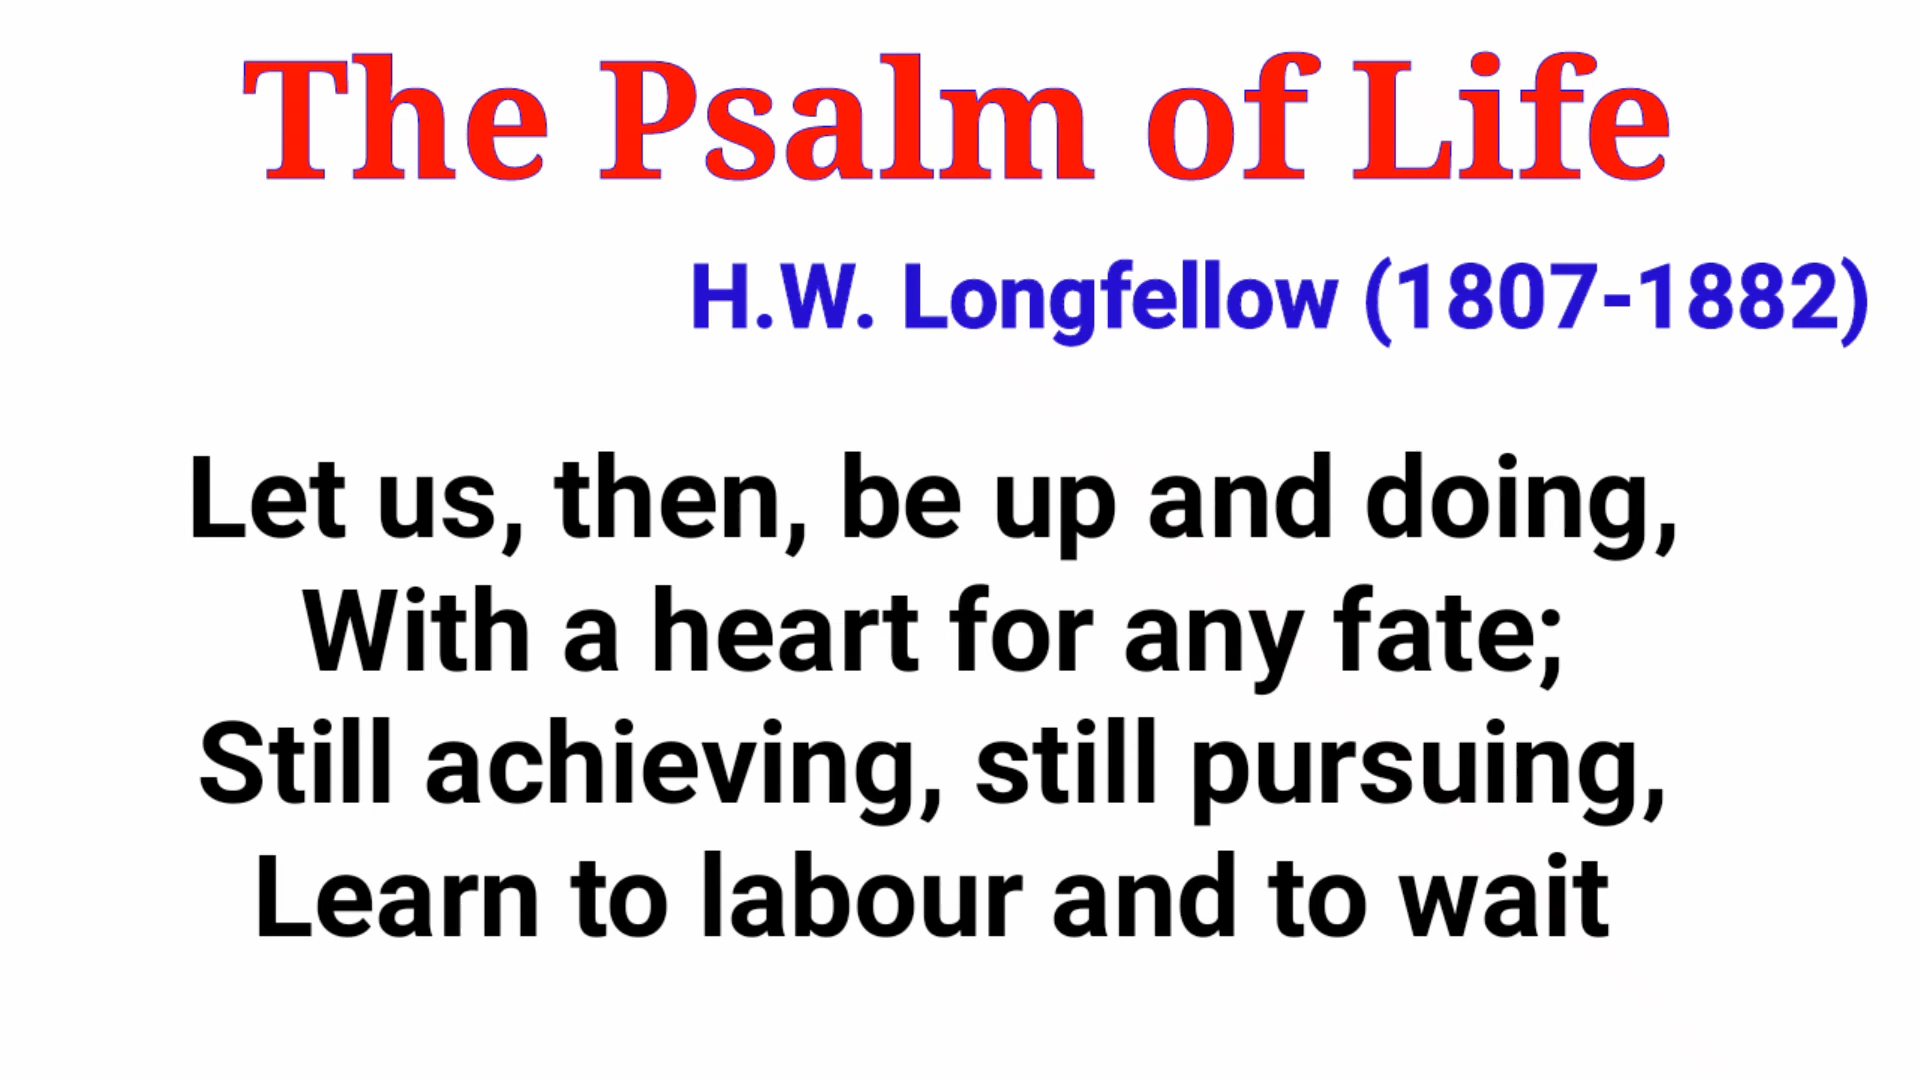 The Psalm of Life
H.W. Longfellow (1807-1882)
Let us, then, be up and doing,
With a heart for any fate;
Still achieving, still pursuing,
Learn to labour and to wait